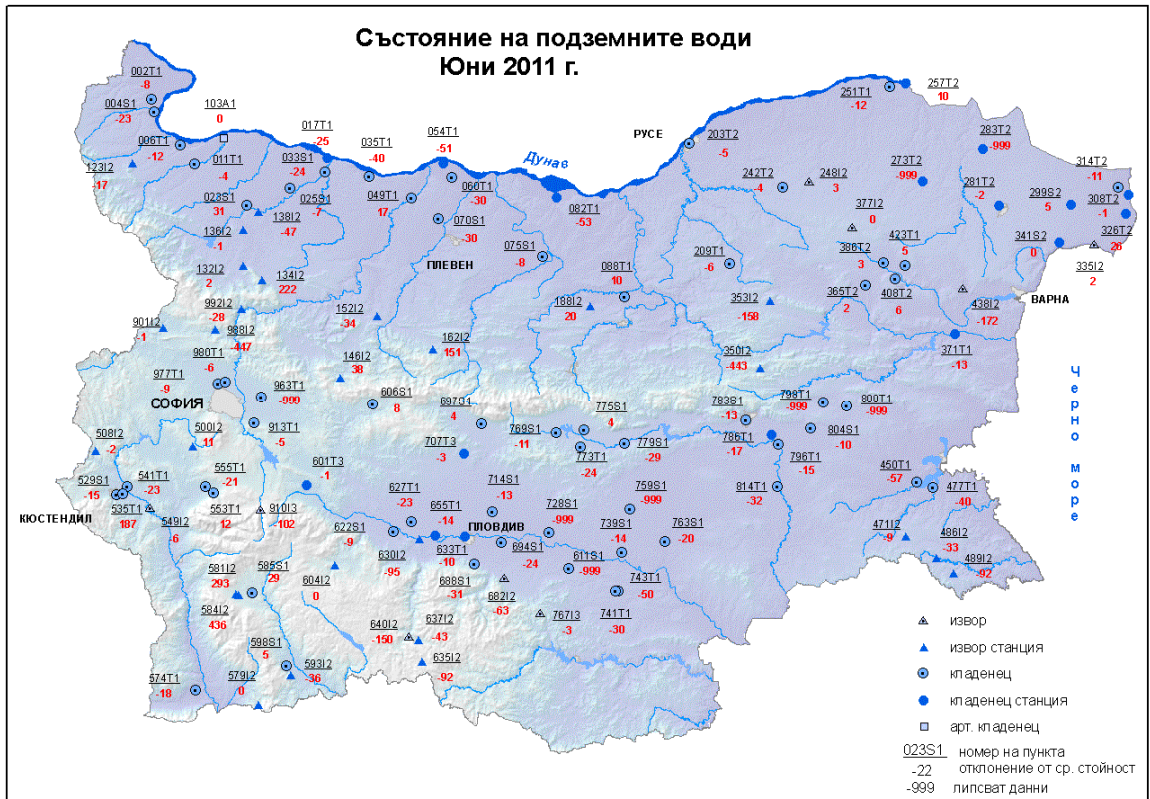 Състояние на подземните води
Юни 2011 г.
002T1
-8
004S1
-23
103A1
0
006T1
-12
011T1
-4
123I2
-17
017T1
-25
033S1
-24
025S1
-7
035T1
-40
054T1
-51
049T1
17
060T1
-30
070S1
-30
023S1
31
138I2
-47
136I2
-1
132I2
2
134I2
222
992I2
-28
988I2
-447
901I2
-1
980T1
-6
977T1
-9
963T1
-999
913T1
-5
СОФИЯ
ПЛЕВЕН
Дунав
082T1
-53
075S1
-8
088T1
10
188I2
20
152I2
-34
162I2
151
146I2
38
606S1
8
697S1
4
РУСЕ
203T2
-5
251T1
-12
257T2
10
242T2
-4
248I2
3
273T2
-999
283T2
-999
281T2
-2
299S2
5
314T2
-11
308T2
-1
326T2
26
335I2
2
341S2
0
377I2
0
423T1
5
386T2
3
408T2
6
365T2
2
438I2
-172
ВАРНА
209T1
-6
353I2
-158
350I2
-443
371T1
-13
Черно море
775S1
4
769S1
-11
773T1
-24
779S1
-29
783S1
-13
798T1
-999
800T1
-999
786T1
-17
804S1
-10
796T1
-15
814T1
-32
450T1
-57
477T1
-40
471I2
-9
486I2
-33
489I2
-92
508I2
-2
500I2
11
529S1
-15
541T1
-23
555T1
-21
535T1
187
553T1
12
549I2
-6
910I3
-102
КЮСТЕНДИЛ
601T3
-1
707T3
-3
627T1
-23
655T1
-14
714S1
-13
ПЛОВДИВ
728S1
-999
759S1
-999
739S1
-14
763S1
-20
622S1
-9
630I2
-95
633T1
-10
694S1
-24
611S1
-999
688S1
-31
682I2
-63
743T1
-50
741T1
-30
767I3
-3
581I2
293
585S1
29
604I2
0
584I2
436
640I2
-150
637I2
-43
635I2
-92
598S1
5
593I2
-36
579I2
0
574T1
-18
извор
извор станция
кладенец
кладенец станция
арт. кладенец
023S1 номер на пункта
-22 отклонение от ср. стойност
-999 липсват данни